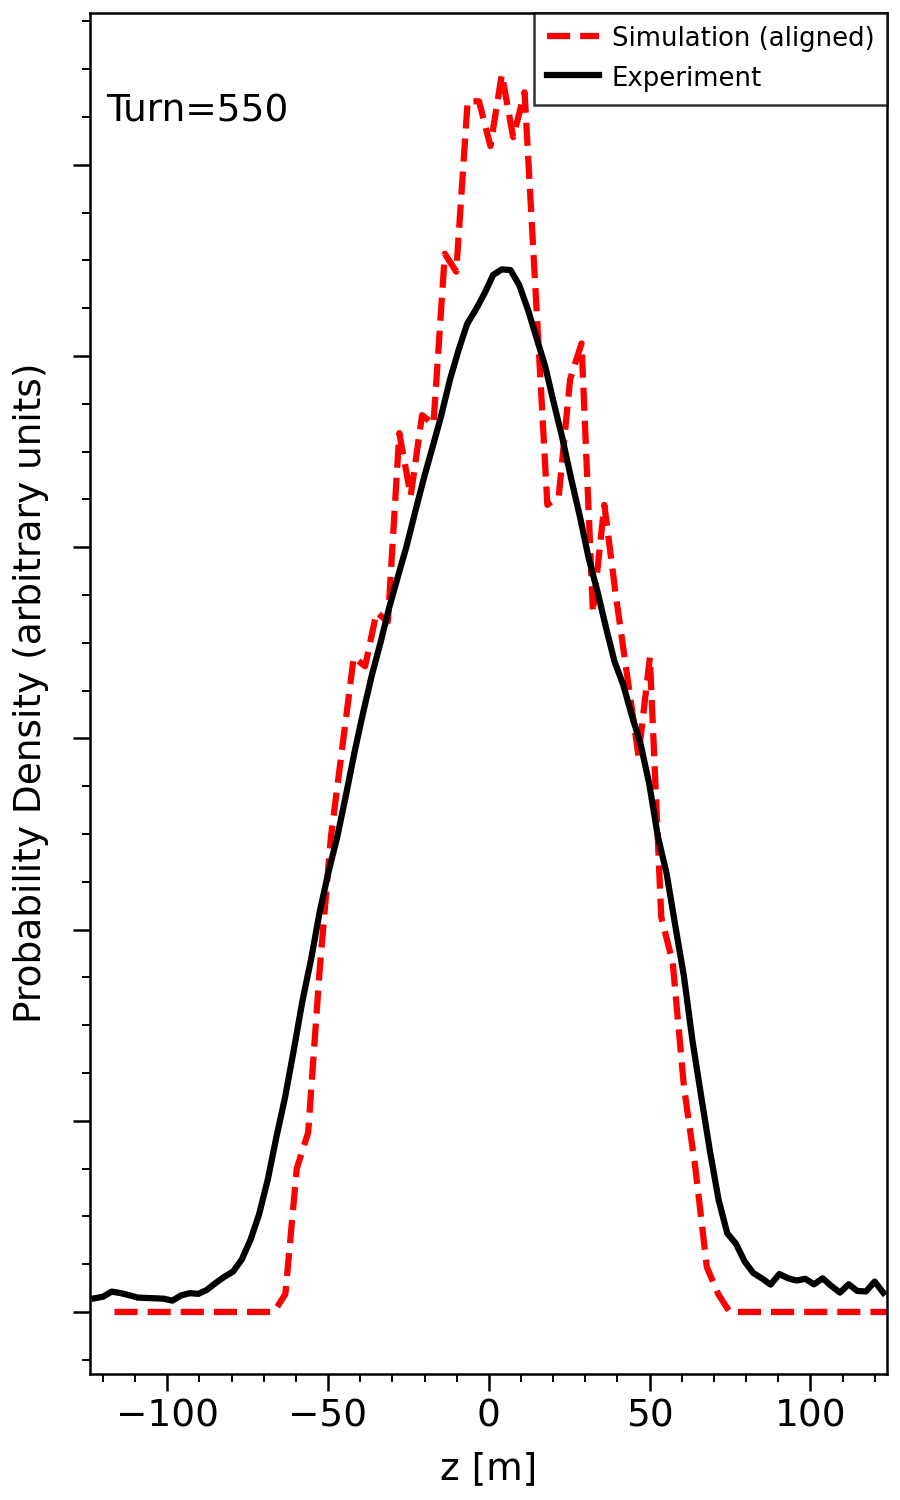 Simulation (aligned)
Experiment
Turn=550
Probability Density (arbitrary units)
−100
−50
0
50
100
z [m]